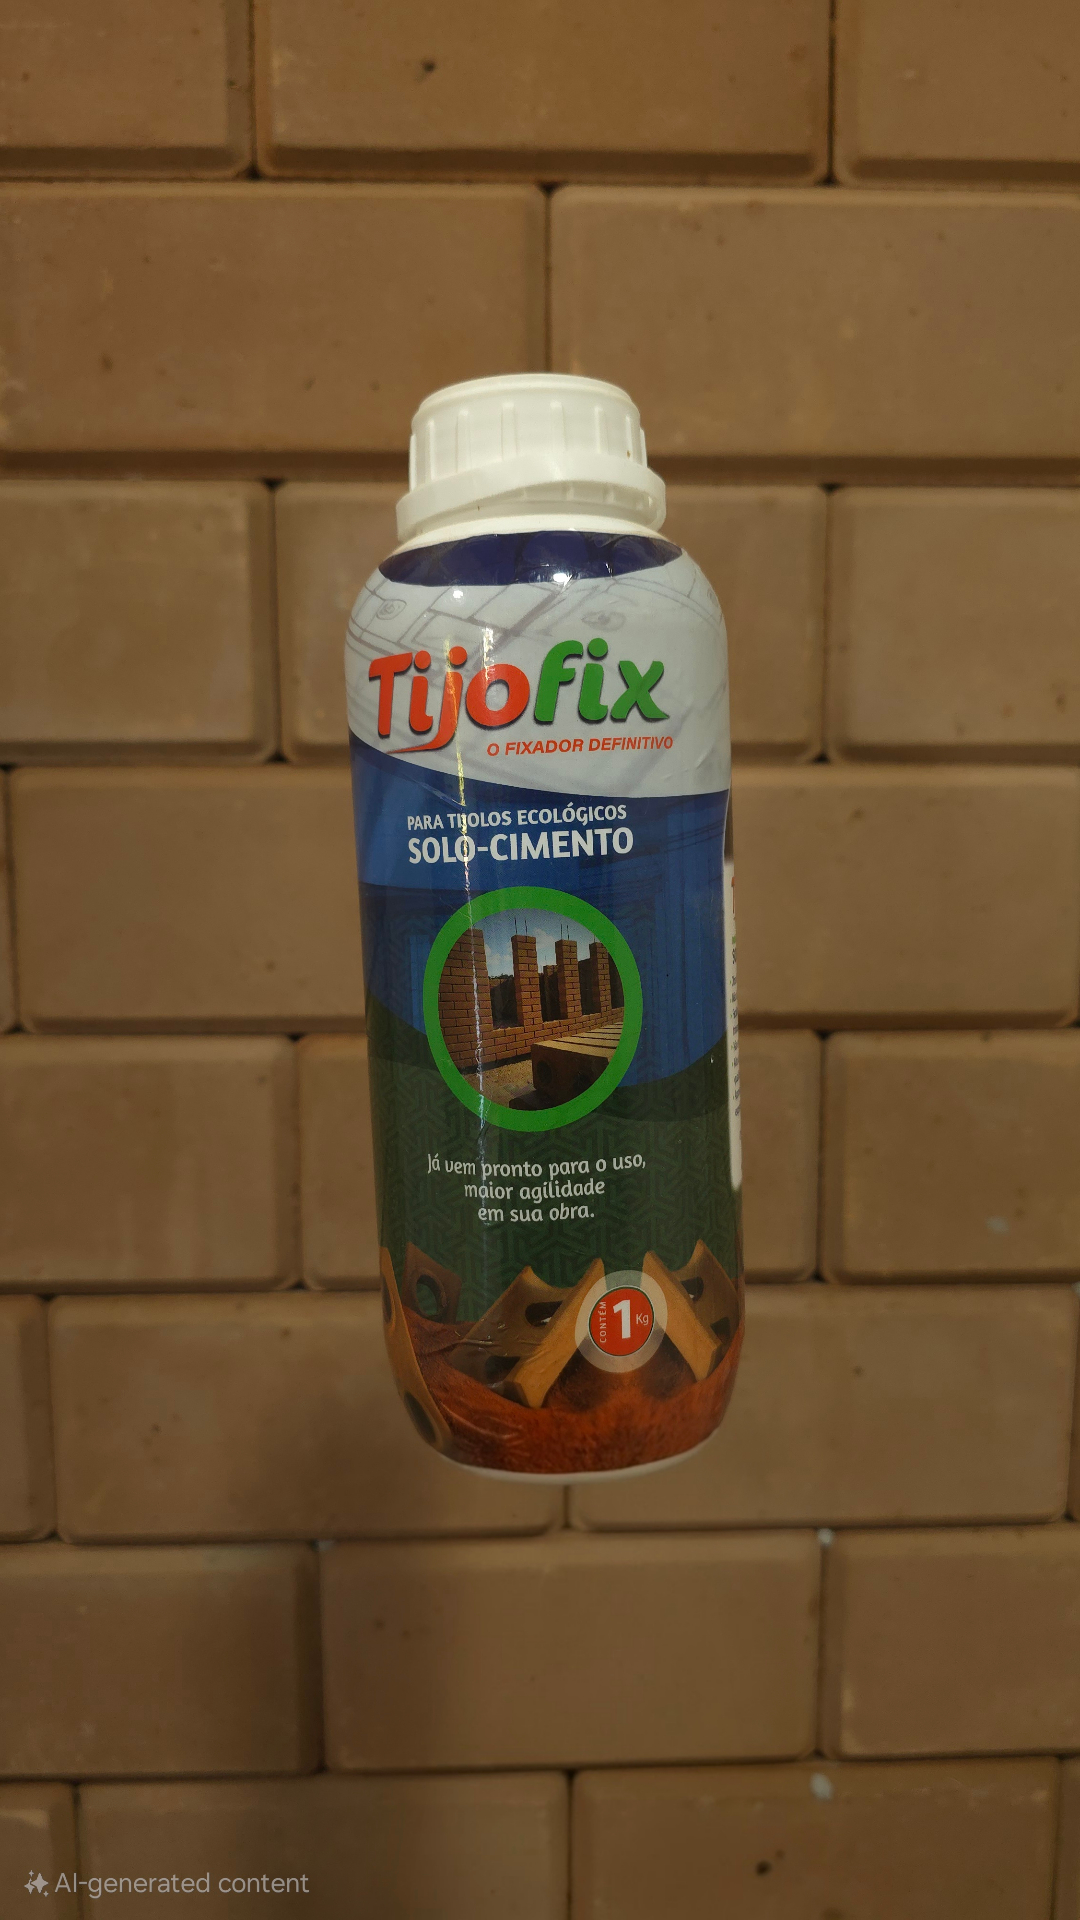 Tijofix
O FIXADOR DEFINITIVO
PARA TIJOLOS ECOLÓGICOS
SOLO-CIMENTO
Já vem pronto para o uso,
maior agilidade
em sua obra.
CONTÉM 1 Kg
AI-generated content